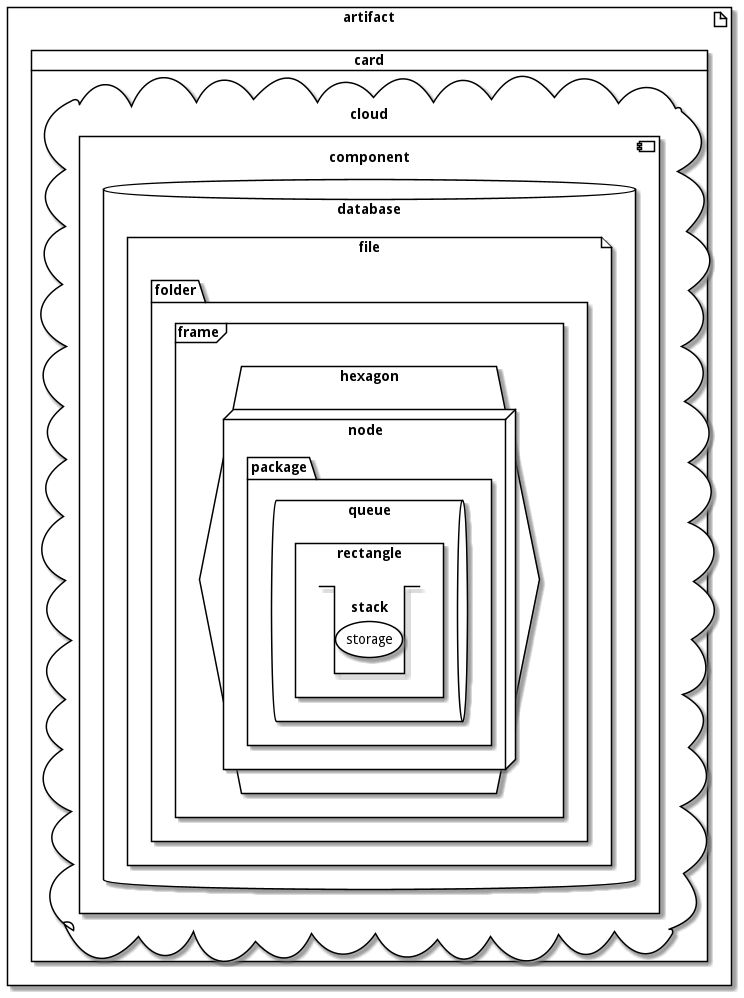 artifact
card
cloud
component
database
file
folder
frame
hexagon
node
package
queue
rectangle
stack
storage